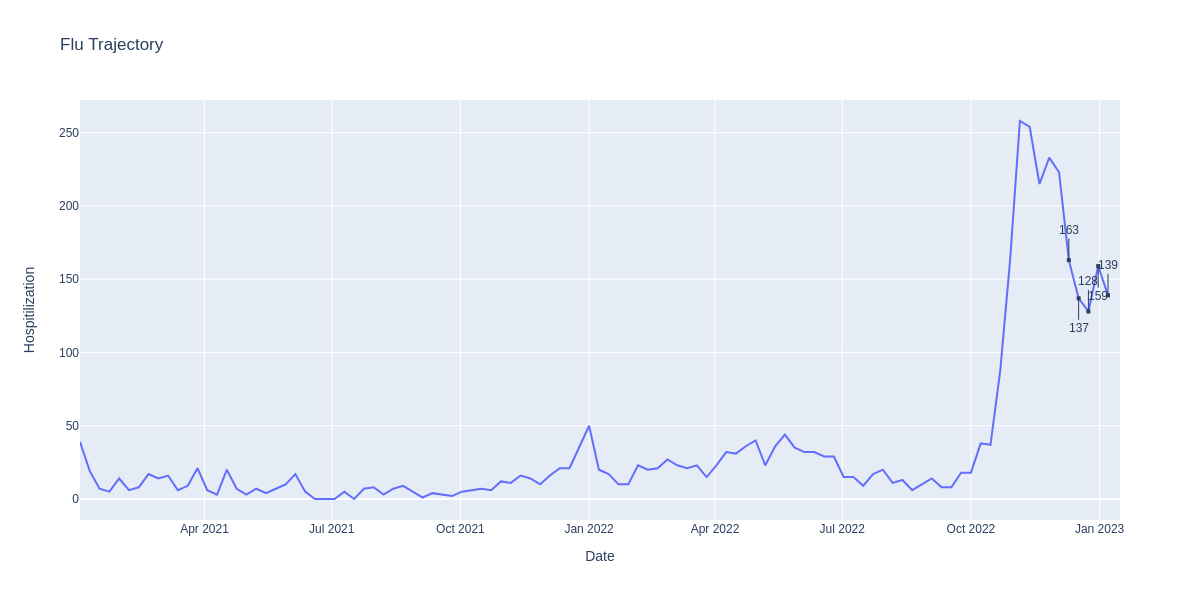 Flu Trajectory
250
200
150
100
50
0
Hospitilization
163
137
128
159
139
Apr 2021
Jul 2021
Oct 2021
Jan 2022
Apr 2022
Jul 2022
Oct 2022
Jan 2023
Date